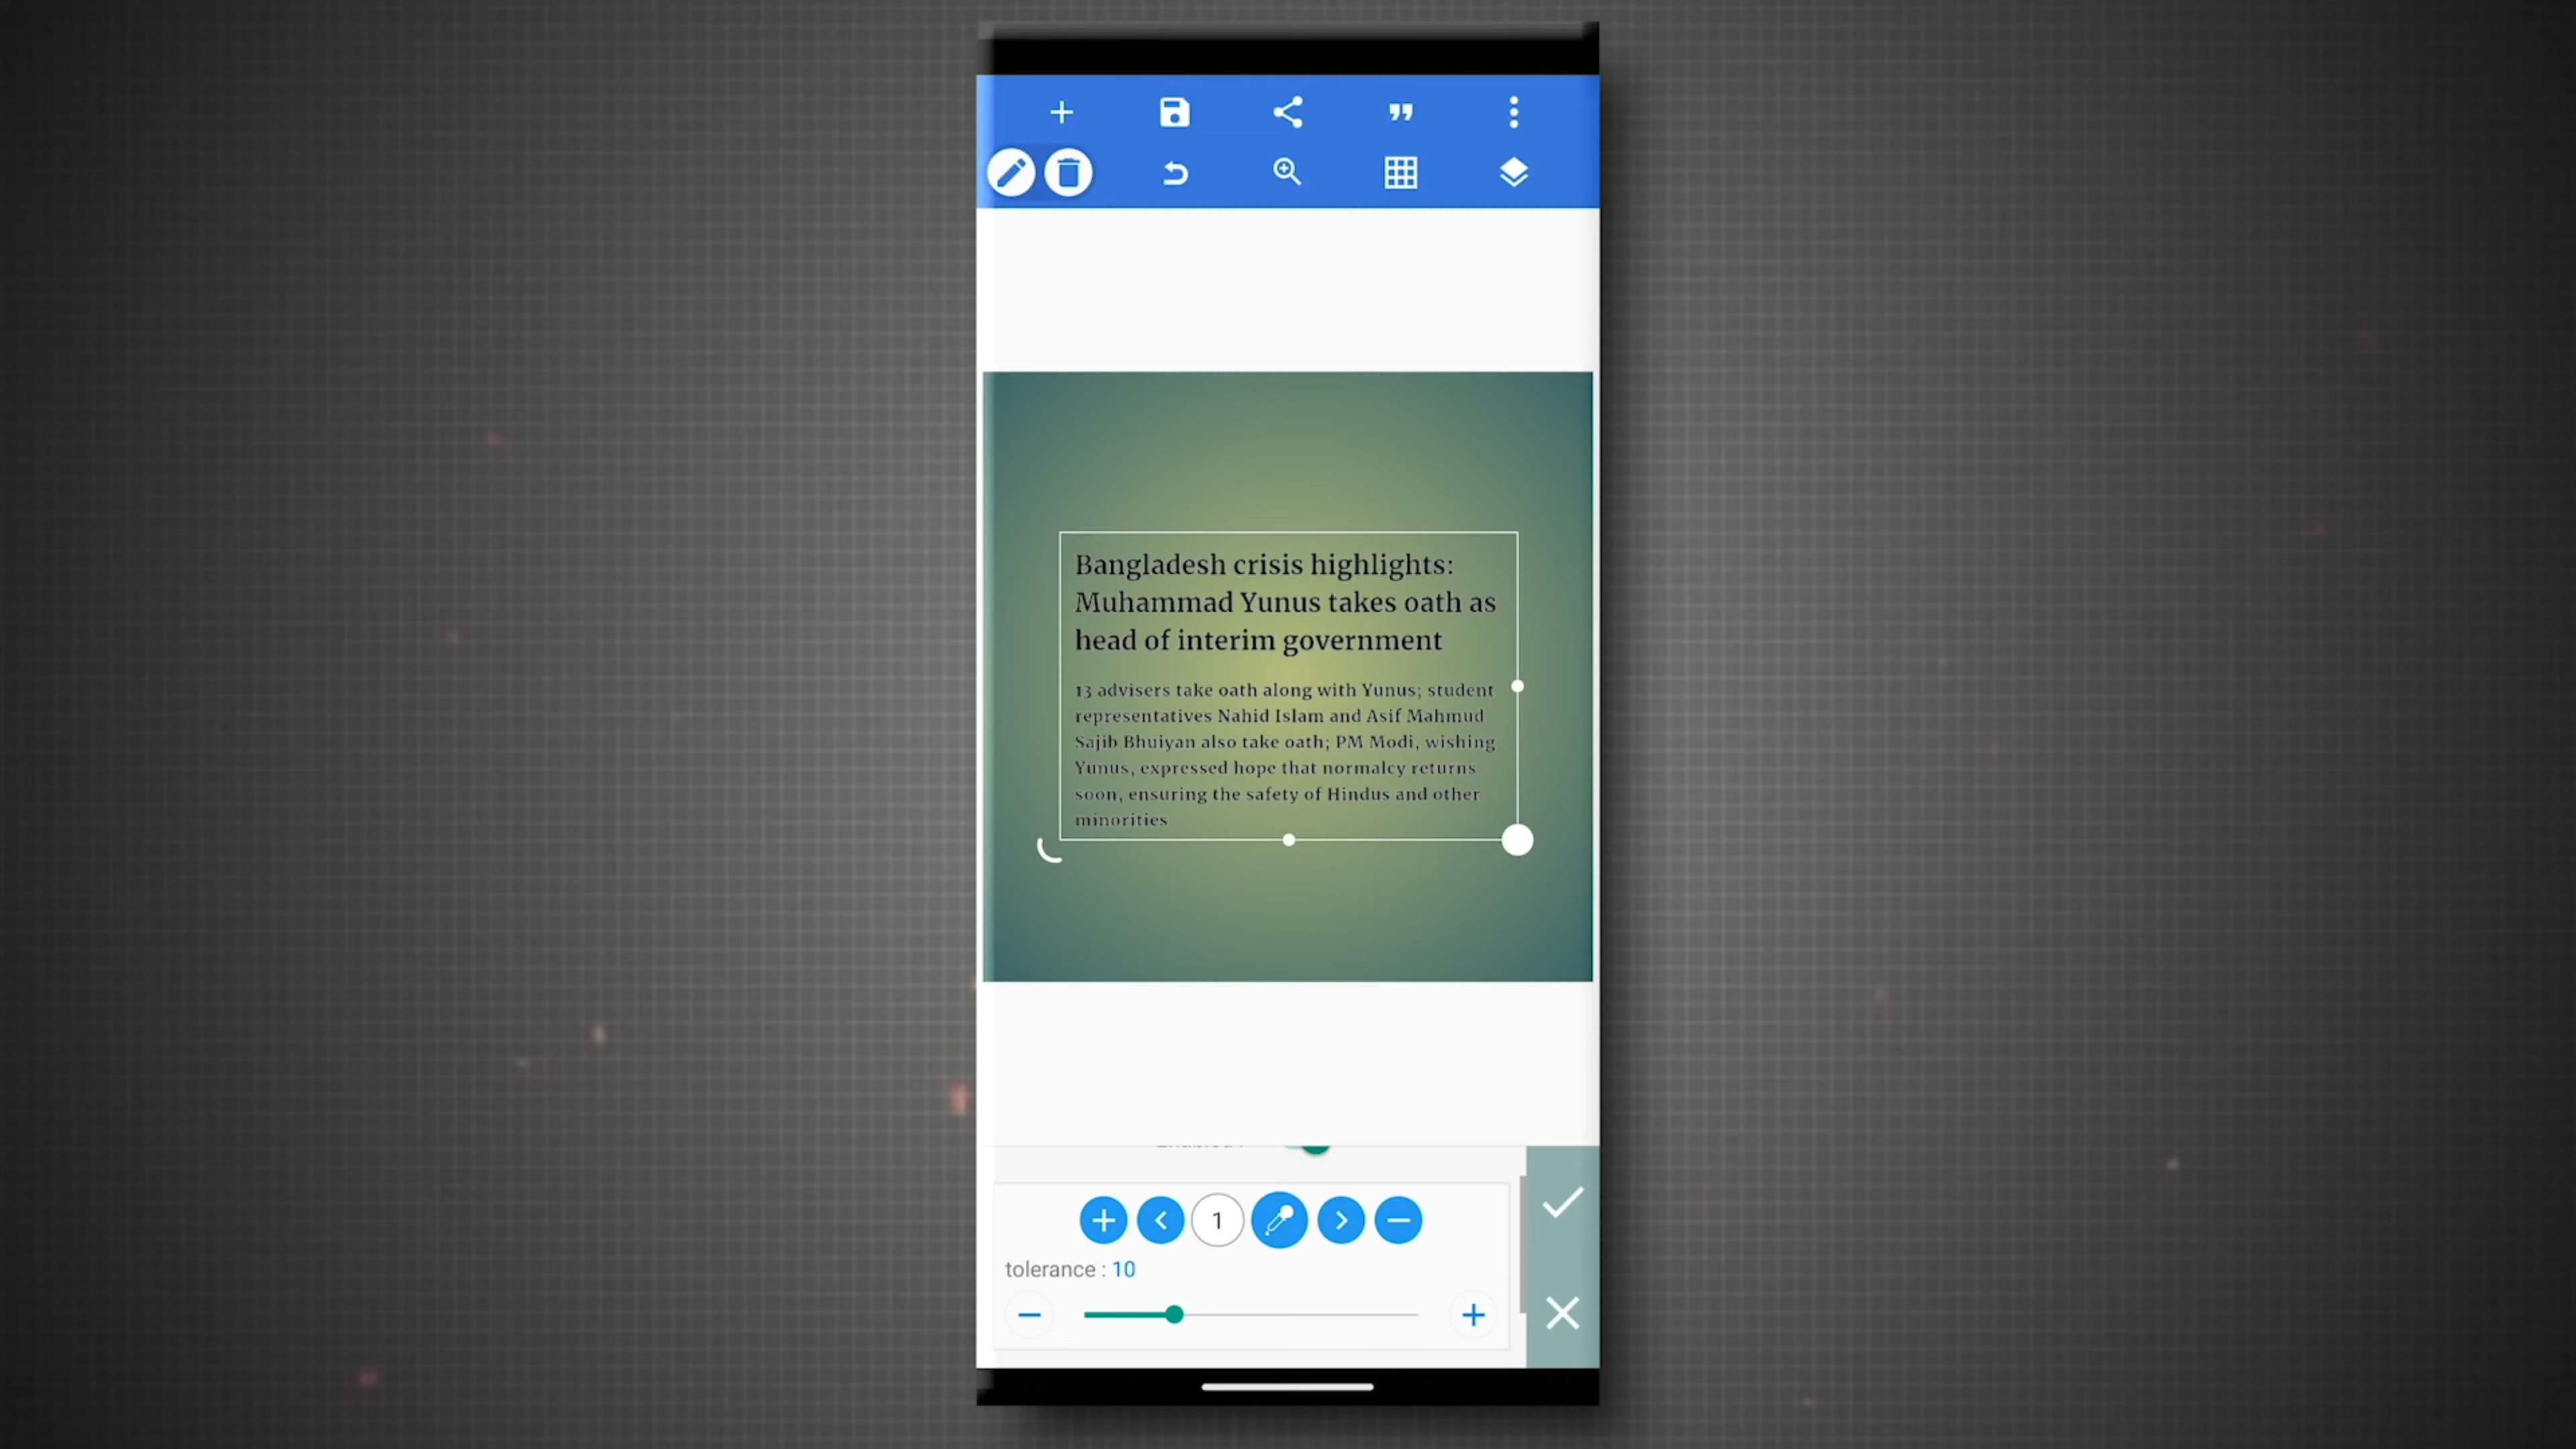 Bangladesh crisis highlights:
Muhammad Yunus takes oath as
head of interim government
13 advisers take oath along with Yunus; student
representatives Nahid Islam and Asif Mahmud
Sajib Bhuiyan also take oath; PM Modi, wishing
Yunus, expressed hope that normalcy returns
soon, ensuring the safety of Hindus and other
minorities
1
tolerance : 10